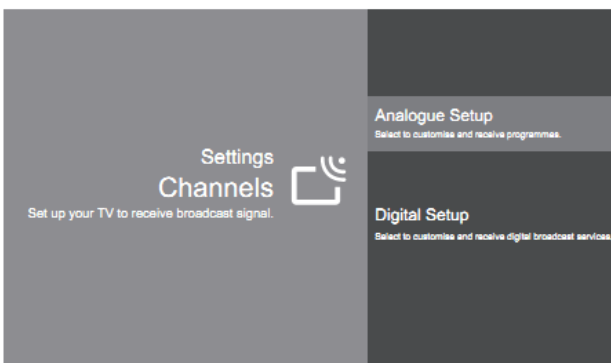 Settings
Channels
Set up your TV to receive broadcast signal.
Analogue Setup
Select to customise and receive programmes.
Digital Setup
Select to customise and receive digital broadcast services.